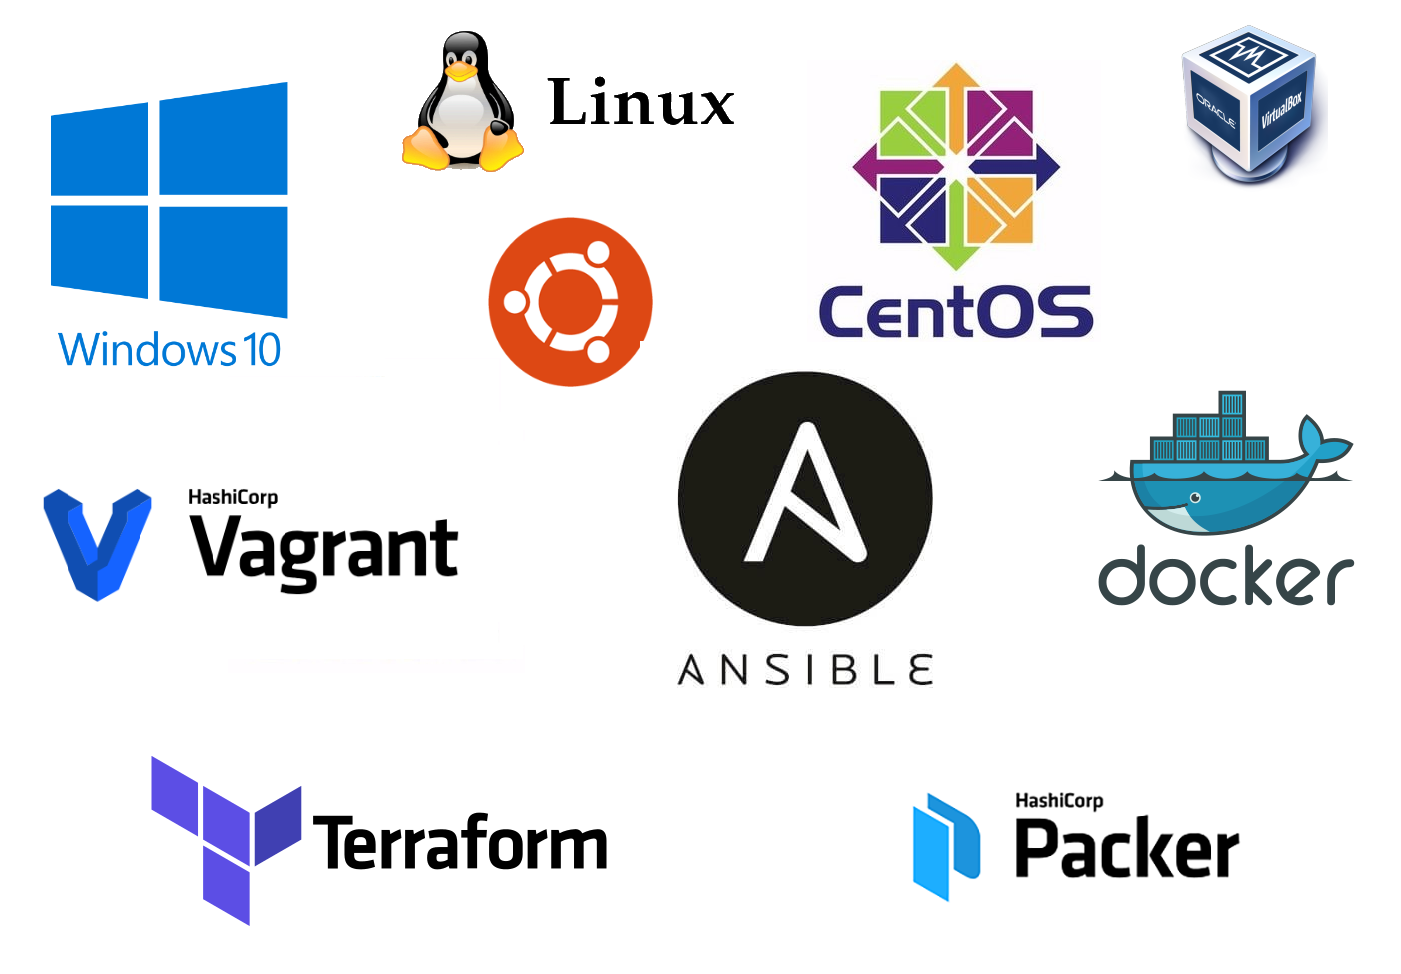 Linux
ORACLE
VirtualBox
CentOS
Windows 10
HashiCorp
Vagrant
docker
ANSIBLE
Terraform
HashiCorp
Packer